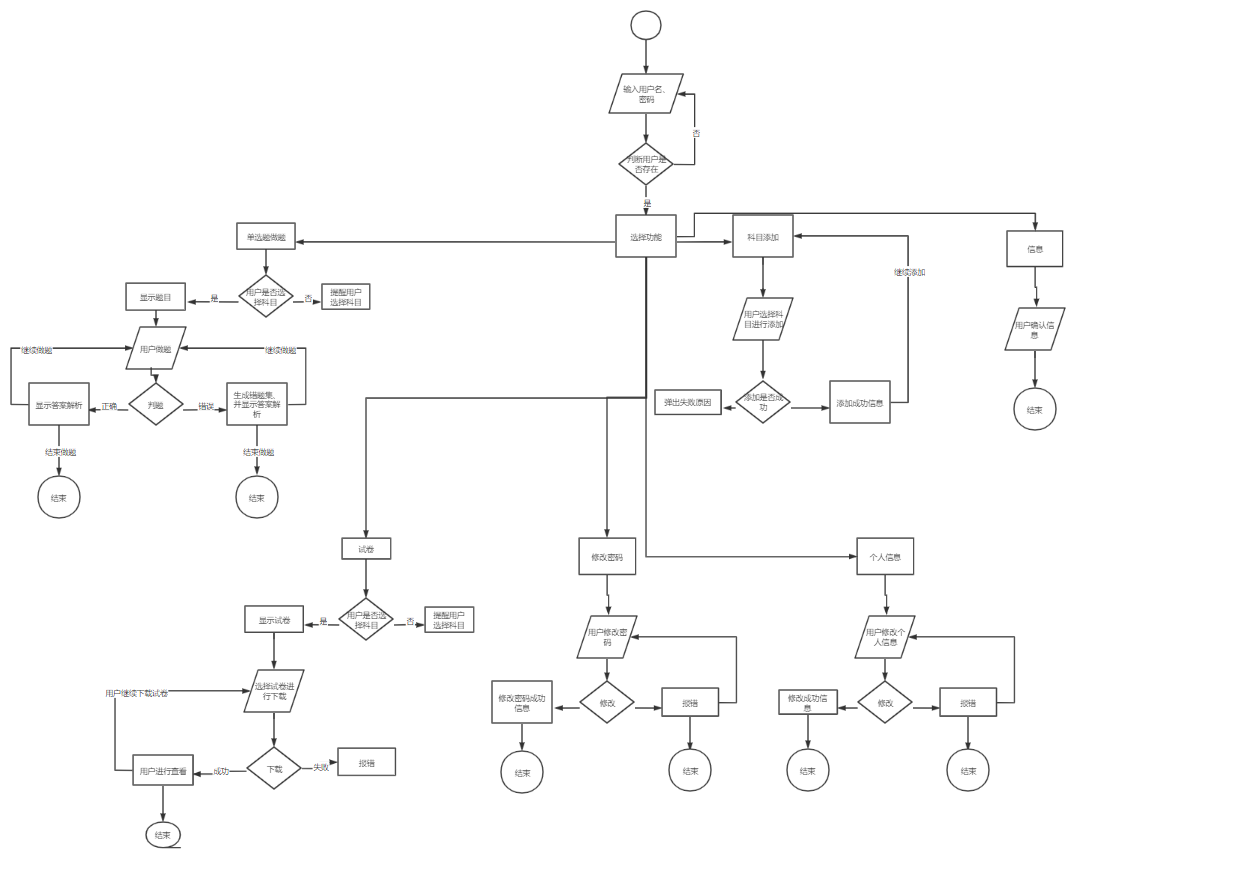 输入用户名、
密码
否
判断用户是
否存在
是
单选题做题
选择功能
科目添加
信息
继续添加
显示题目
是
用户是否选
择科目
否
提醒用户
选择科目
用户选择科
目进行添加
用户确认信
息
继续做题
用户做题
继续做题
显示答案解析
正确
判题
错误
生成错题集、
并显示答案解
析
弹出失败原因
添加是否成
功
添加成功信息
结束
结束做题
结束做题
结束
结束
试卷
修改密码
个人信息
显示试卷
是
用户是否选
择科目
否
提醒用户
选择科目
用户修改密
码
用户修改个
人信息
用户继续下载试卷
选择试卷进
行下载
修改密码成功
信息
修改
报错
修改成功信
息
修改
报错
用户进行查看
成功
下载
失败
报错
结束
结束
结束
结束
结束